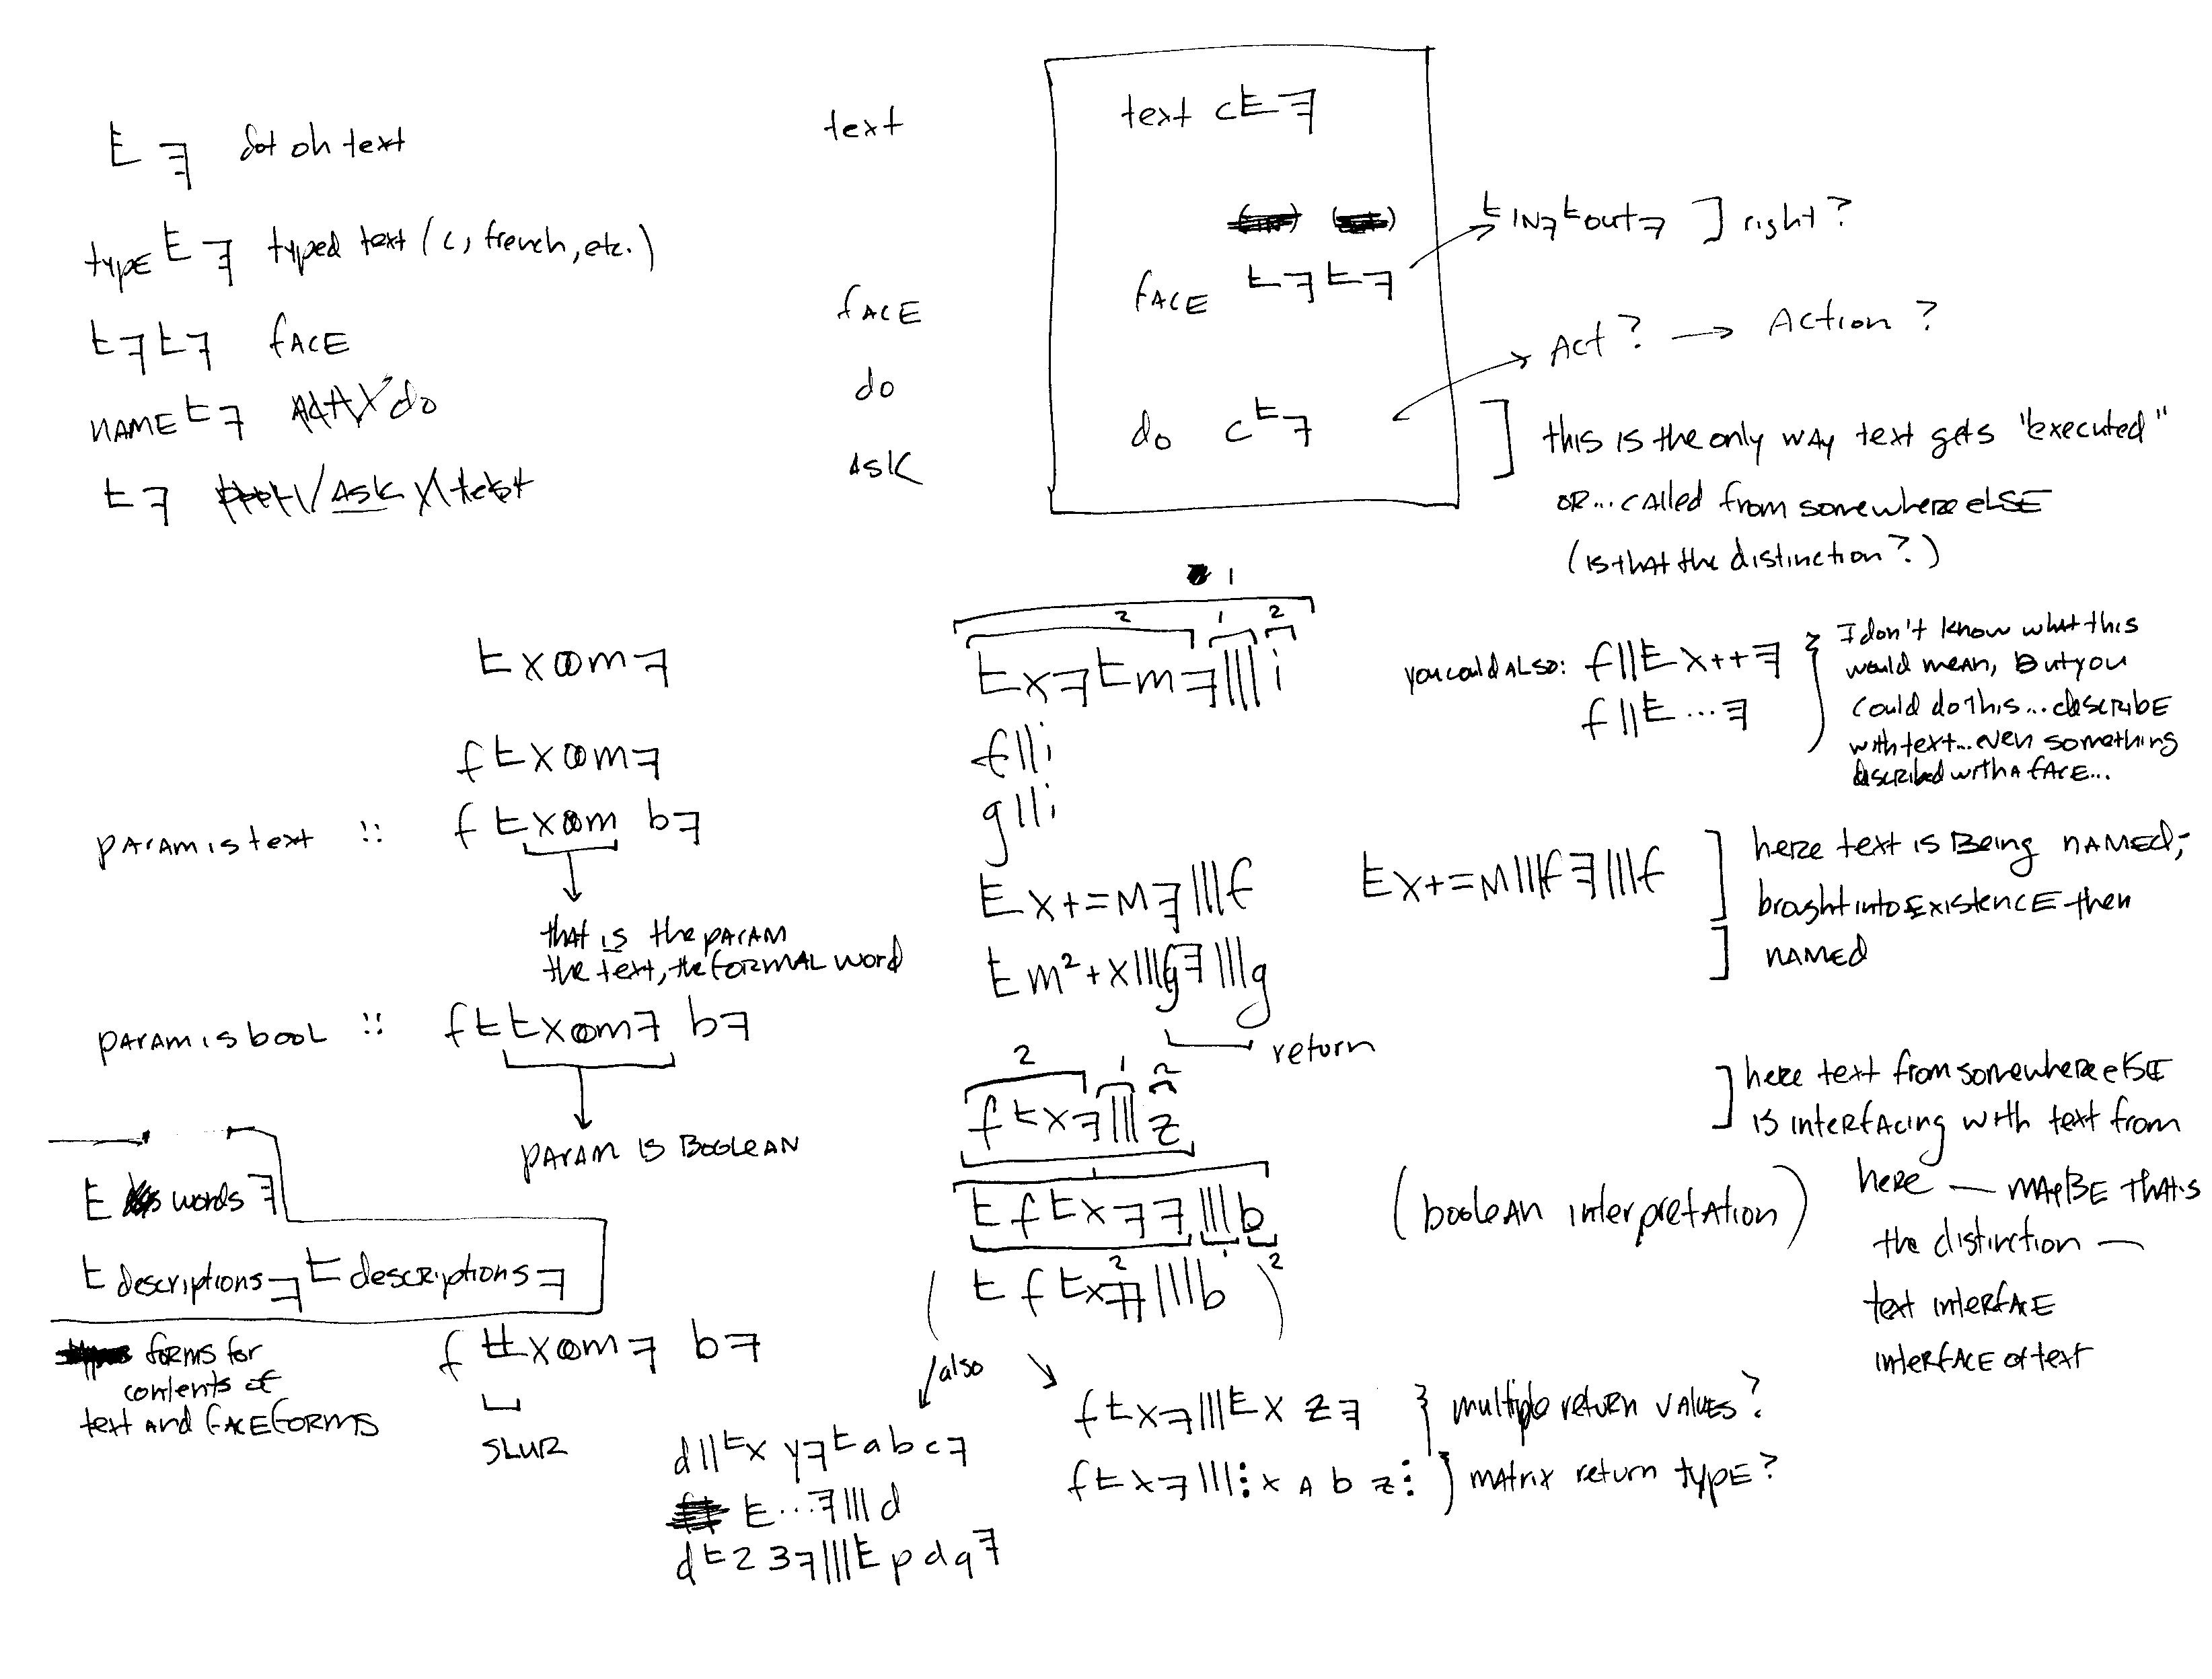 Ƭ ꟻ dot oh text
type Ƭ ꟻ typed text (c, french, etc.)
Ƭ ꟻ Ƭ ꟻ face
name Ƭ ꟻ do
Ƭ ꟻ ask
text
face
do
ask
text c Ƭ ꟻ
face Ƭ ꟻ Ƭ ꟻ
do c Ƭ ꟻ
Ƭ IN ꟻ Ƭ out ꟻ ] right?
Act? → Action?
] this is the only way text gets "executed"
OR... called from somewhere else
(is that the distinction?)
Ƭ x∞m ꟻ
f Ƭ x∞m ꟻ
param is text :: f Ƭ x∞m b ꟻ
that is the param
the text, the formal word
param is bool :: f Ƭ Ƭ x∞m ꟻ b ꟻ
param is Boolean
Ƭ words ꟻ
Ƭ descriptions ꟻ Ƭ descriptions ꟻ
forms for
contents of
text and face forms
f ƬƬ x∞m ꟻ b ꟻ
slur
1
2 1 2
Ƭ x ꟻ Ƭ m ꟻ ||| i
f || i
g || i
Ƭ x+=m ꟻ ||| f
Ƭ m²+x ||| g ꟻ ||| g
return
2 1 2
f Ƭ x ꟻ ||| z
1
Ƭ f Ƭ x ꟻ ꟻ ||| b
2 1 2
( Ƭ f Ƭ x ꟻ ꟻ |||| b )
also
d || Ƭ x y ꟻ Ƭ a b c ꟻ
Ƭ ... ꟻ ||| d
d Ƭ 2 3 ꟻ ||| Ƭ p d q ꟻ
f Ƭ x ꟻ ||| Ƭ x z ꟻ } multiple return values?
f Ƭ x ꟻ ||| ⋮ x A b z ⋮ ] matrix return type?
you could also: f || Ƭ x++ ꟻ
f || Ƭ ... ꟻ
I don't know what this
would mean, but you
could do this... describe
with text... even something
described with a face...
Ƭ x+=m ||| f ꟻ ||| f
here text is being named;
brought into existence then
named
(boolean interpretation)
] here text from somewhere else
is interfacing with text from
here — maybe that's
the distinction —
text interface
interface of text